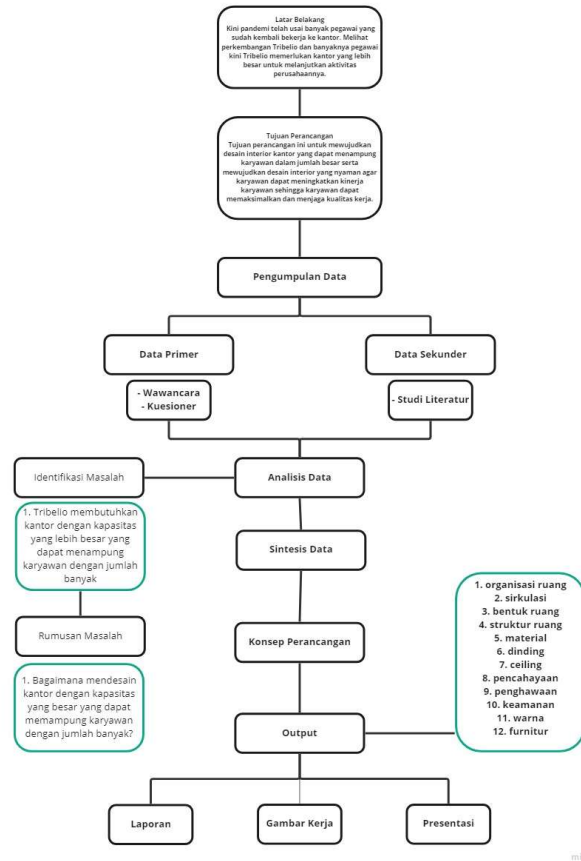 Latar Belakang
Kini pandemi telah usai banyak pegawai yang
sudah kembali bekerja ke kantor. Melihat
perkembangan Tribelio dan banyaknya pegawai
kini Tribelio memerlukan kantor yang lebih
besar untuk melanjutkan aktivitas
perusahaannya.
Tujuan Perancangan
Tujuan perancangan ini untuk mewujudkan
desain interior kantor yang dapat menampung
karyawan dalam jumlah besar serta
mewujudkan desain interior yang nyaman agar
karyawan dapat meningkatkan kinerja
karyawan sehingga karyawan dapat
memaksimalkan dan menjaga kualitas kerja.
Pengumpulan Data
Data Primer
Data Sekunder
- Wawancara
- Kuesioner
- Studi Literatur
Identifikasi Masalah
Analisis Data
1. Tribelio membutuhkan
kantor dengan kapasitas
yang lebih besar yang
dapat menampung
karyawan dengan jumlah
banyak
Sintesis Data
Rumusan Masalah
Konsep Perancangan
1. organisasi ruang
2. sirkulasi
3. bentuk ruang
4. struktur ruang
5. material
6. dinding
7. ceiling
8. pencahayaan
9. penghawaan
10. keamanan
11. warna
12. furnitur
1. Bagaimana mendesain
kantor dengan kapasitas
yang besar yang dapat
memampung karyawan
dengan jumlah banyak?
Output
Laporan
Gambar Kerja
Presentasi